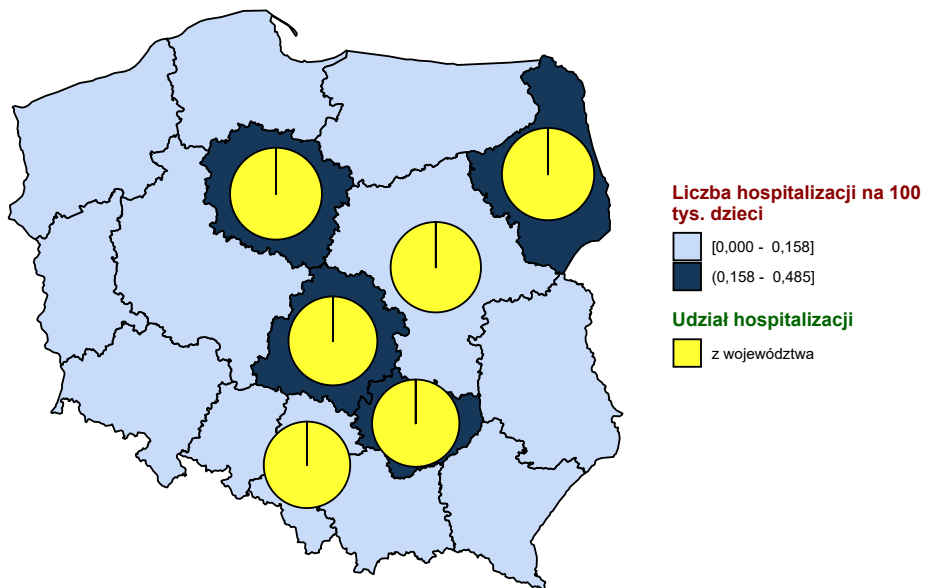 Liczba hospitalizacji na 100
tys. dzieci
[0,000 - 0,158]
(0,158 - 0,485]
Udział hospitalizacji
z województwa